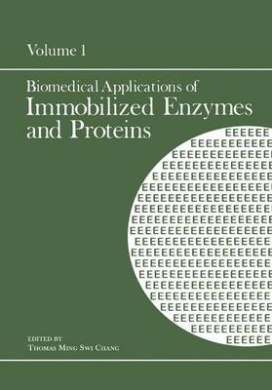 Volume 1
Biomedical Applications of
Immobilized Enzymes
and Proteins
EDITED BY
THOMAS MING SWI CHANG